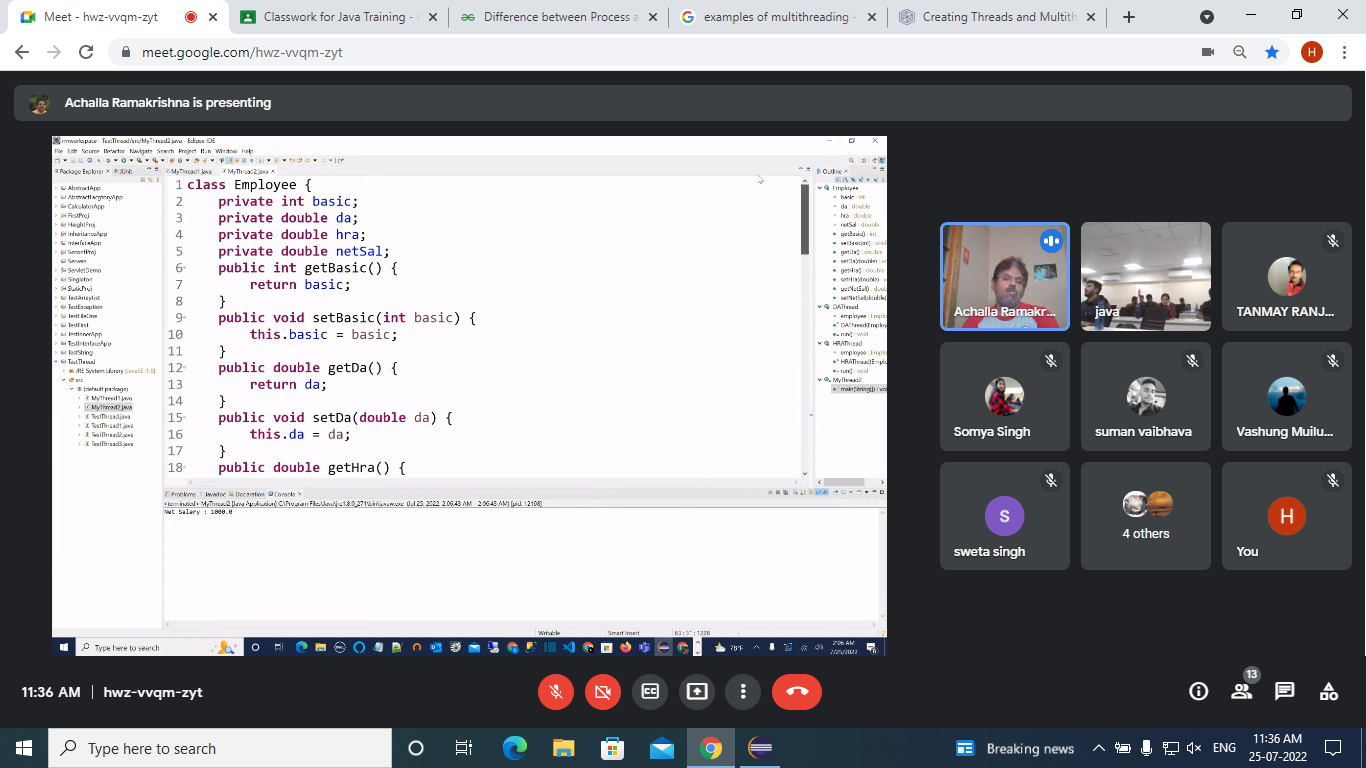 Meet - hwz-vvqm-zyt
Classwork for Java Training -
Difference between Process a
examples of multithreading -
Creating Threads and Multith
meet.google.com/hwz-vvqm-zyt
H
Achalla Ramakrishna is presenting
rmworkspace - TestThread/src/MyThread2.java - Eclipse IDE
File Edit Source Refactor Navigate Search Project Run Window Help
Package Explorer
JUnit
AbstractApp
AbstractFacgtoryApp
CalculatorApp
FirstProj
HeightProj
InheritanceApp
InterfaceApp
SecontProj
Servers
ServletDemo
Singleton
StaticProj
TestArrayList
TestException
TestFileOne
TestFirst
TestInnerApp
TestInterfaceApp
TestString
TestThread
JRE System Library [JavaSE-1.8]
src
(default package)
MyThread1.java
MyThread2.java
TestThread.java
TestThread1.java
TestThread2.java
TestThread3.java
MyThread1.java
MyThread2.java
1 class Employee {
2 private int basic;
3 private double da;
4 private double hra;
5 private double netSal;
6 public int getBasic() {
7 return basic;
8 }
9 public void setBasic(int basic) {
10 this.basic = basic;
11 }
12 public double getDa() {
13 return da;
14 }
15 public void setDa(double da) {
16 this.da = da;
17 }
18 public double getHra() {
Outline
Employee
basic : int
da : double
hra : double
netSal : double
getBasic() : int
setBasic(int) : void
getDa() : double
setDa(double) : vo
getHra() : double
setHra(double) : v
getNetSal() : doubl
setNetSal(double)
DAThread
employee : Emplo
DAThread(Employ
run() : void
HRAThread
employee : Emplo
HRAThread(Emplo
run() : void
MyThread2
main(String[]) : voi
Problems
Javadoc
Declaration
Console
<terminated> MyThread2 [Java Application] C:\Program Files\Java\jre1.8.0_271\bin\javaw.exe (Jul 25, 2022, 2:06:43 AM – 2:06:43 AM) [pid: 12108]
Net Salary : 1000.0
Writable
Smart Insert
Type here to search
78°F
2:06 AM
7/25/2022
Achalla Ramakr...
java
TANMAY RANJ...
Somya Singh
suman vaibhava
Vashung Muilu...
S
sweta singh
4 others
H
You
11:36 AM | hwz-vvqm-zyt
13
Type here to search
Breaking news
ENG
11:36 AM
25-07-2022